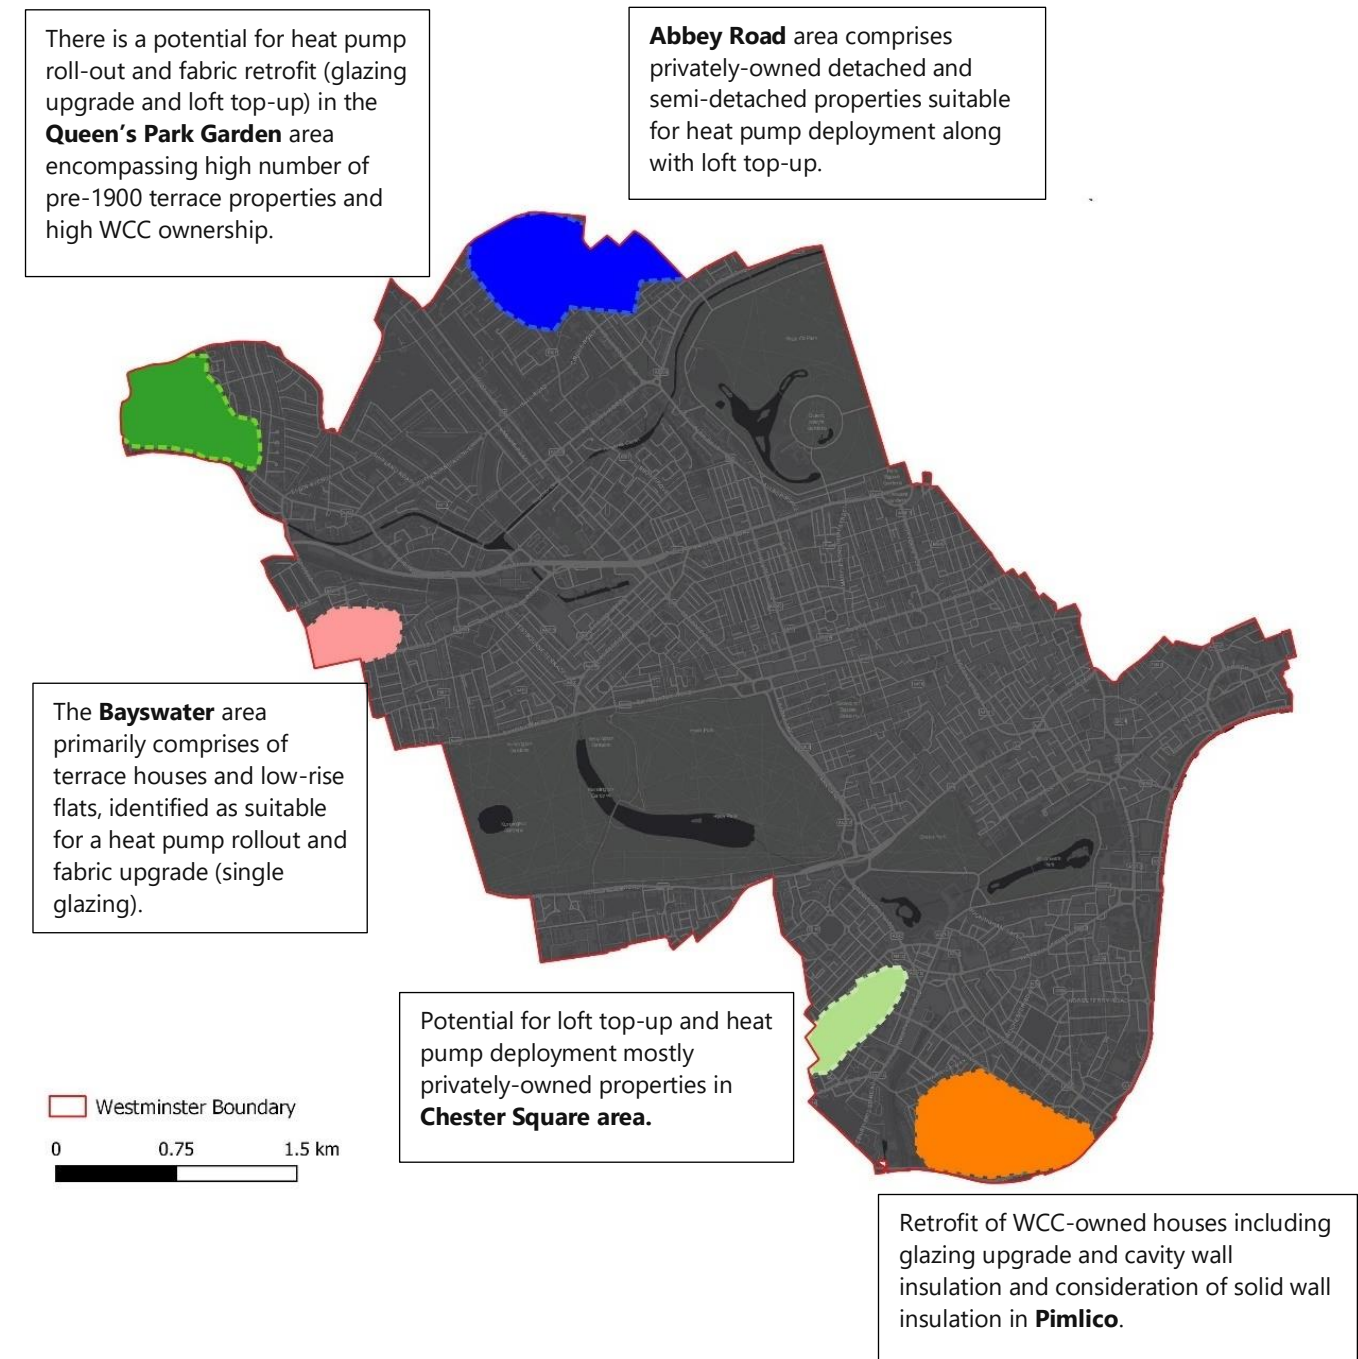 There is a potential for heat pump
roll-out and fabric retrofit (glazing
upgrade and loft top-up) in the
Queen's Park Garden area
encompassing high number of
pre-1900 terrace properties and
high WCC ownership.
Abbey Road area comprises
privately-owned detached and
semi-detached properties suitable
for heat pump deployment along
with loft top-up.
The Bayswater area
primarily comprises of
terrace houses and low-rise
flats, identified as suitable
for a heat pump rollout and
fabric upgrade (single
glazing).
Potential for loft top-up and heat
pump deployment mostly
privately-owned properties in
Chester Square area.
Westminster Boundary
0 0.75 1.5 km
Retrofit of WCC-owned houses including
glazing upgrade and cavity wall
insulation and consideration of solid wall
insulation in Pimlico.